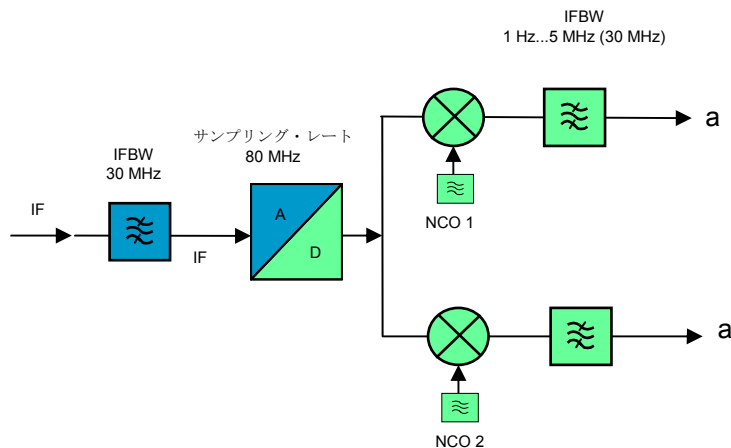 IFBW
1 Hz...5 MHz (30 MHz)
a
サンプリング・レート
80 MHz
IFBW
30 MHz
NCO 1
IF
A
D
IF
a
NCO 2